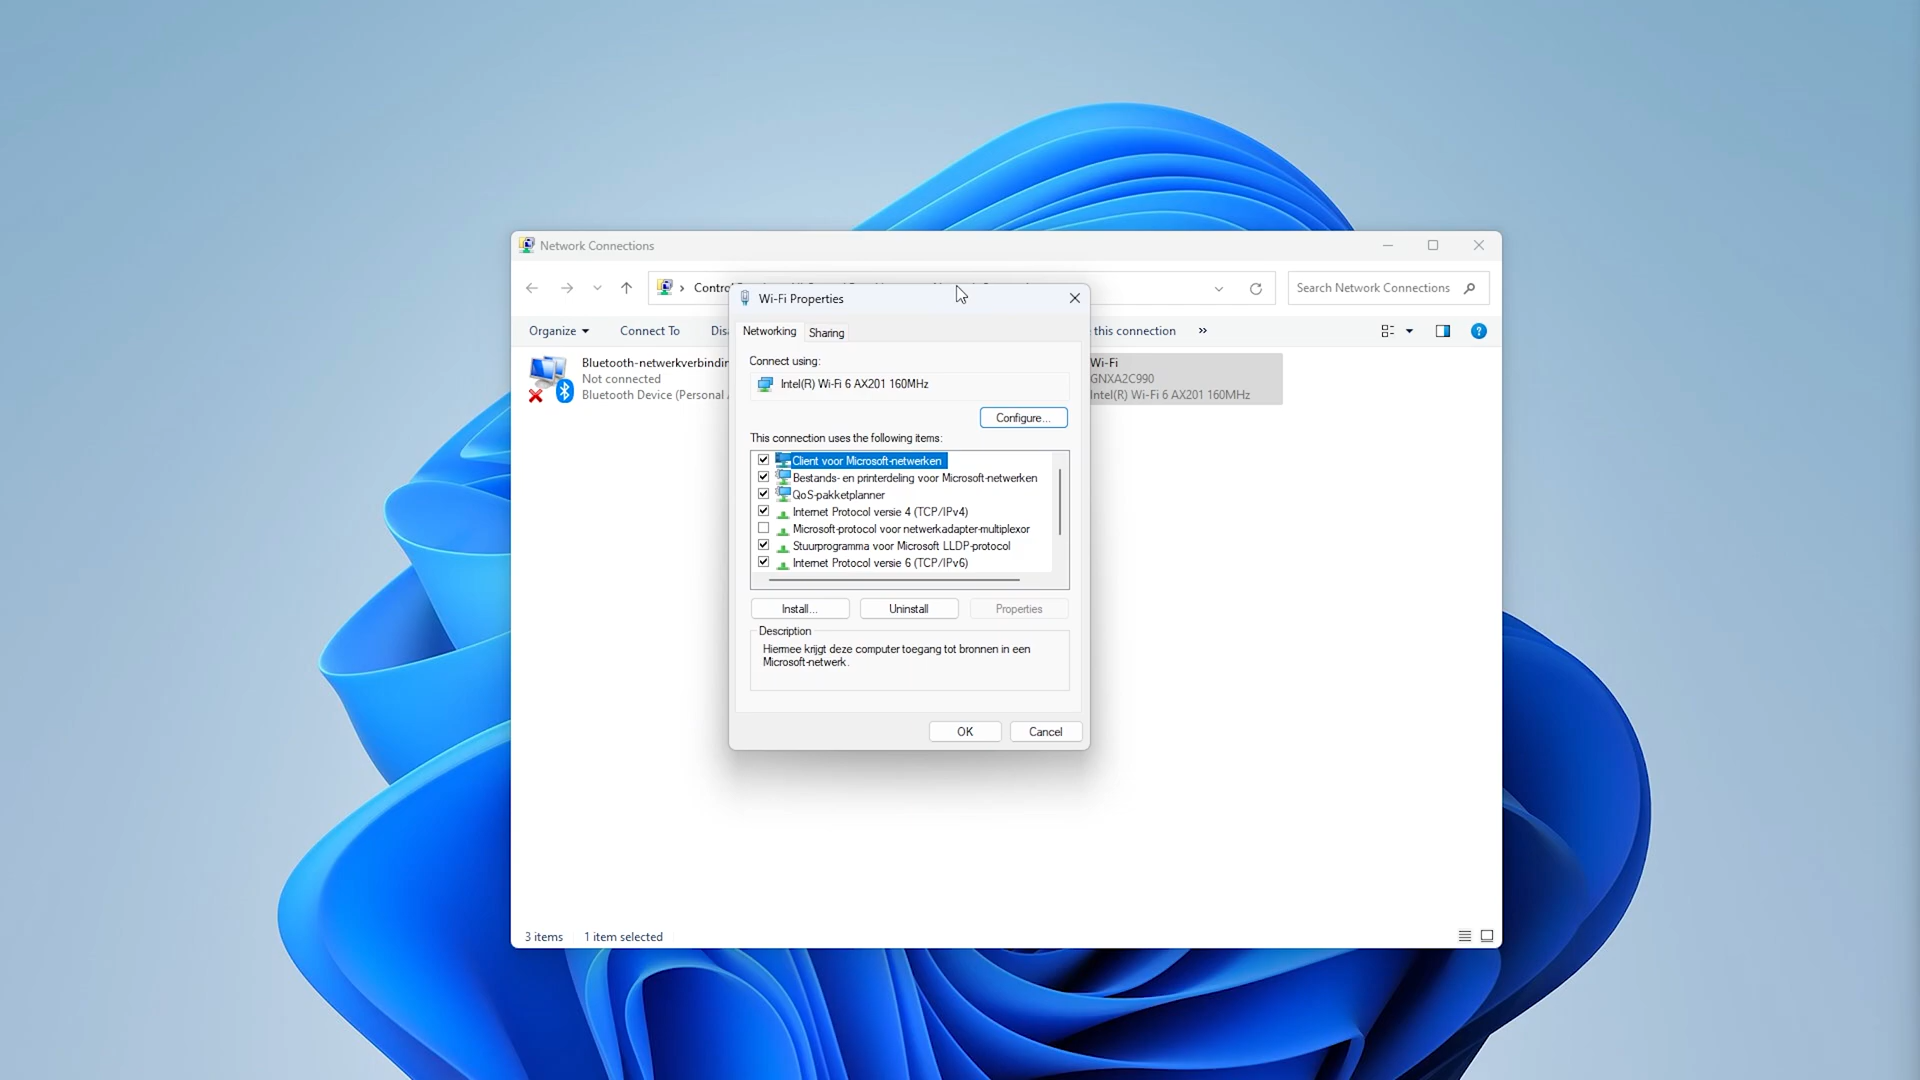 Network Connections
Search Network Connections
Wi-Fi Properties
Organize
Connect To
this connection
Networking
Sharing
Bluetooth-netwerkverbindin
Not connected
Bluetooth Device (Personal
Wi-Fi
GNXA2C990
Intel(R) Wi-Fi 6 AX201 160MHz
Connect using:
Intel(R) Wi-Fi 6 AX201 160MHz
Configure...
This connection uses the following items:
Client voor Microsoft-netwerken
Bestands- en printerdeling voor Microsoft-netwerken
QoS-pakketplanner
Internet Protocol versie 4 (TCP/IPv4)
Microsoft-protocol voor netwerkadapter-multiplexor
Stuurprogramma voor Microsoft LLDP-protocol
Internet Protocol versie 6 (TCP/IPv6)
Install...
Uninstall
Properties
Description
Hiermee krijgt deze computer toegang tot bronnen in een
Microsoft-netwerk.
OK
Cancel
3 items
1 item selected